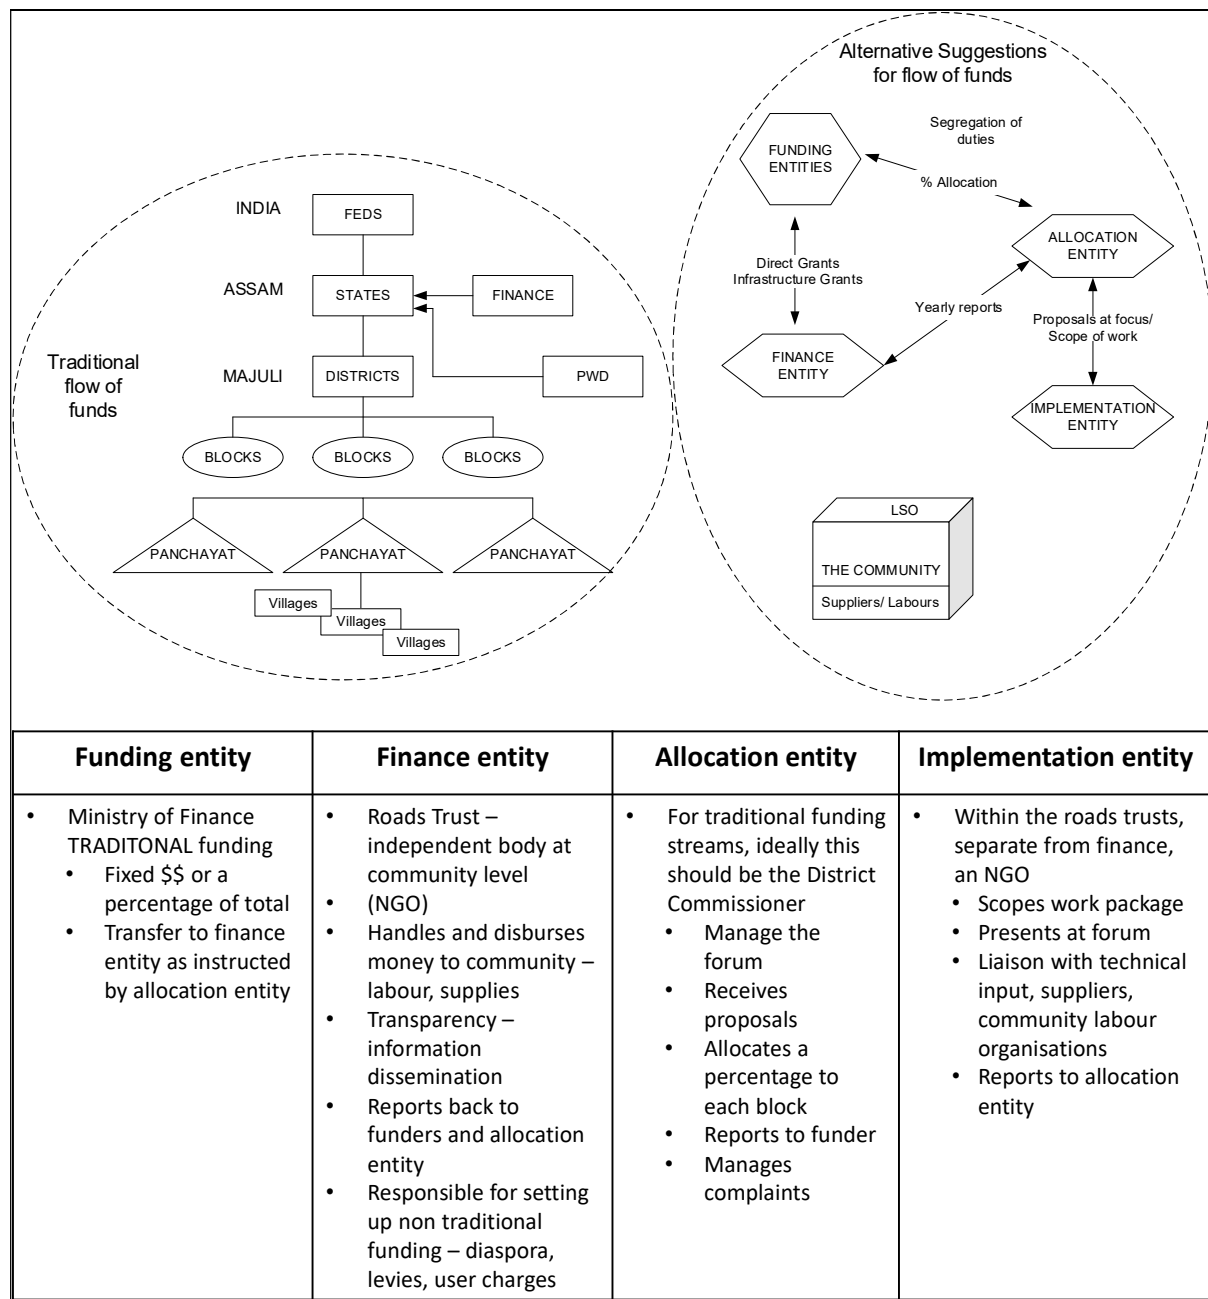 Traditional
flow of
funds
INDIA
FEDS
ASSAM
STATES
FINANCE
MAJULI
DISTRICTS
PWD
BLOCKS
BLOCKS
BLOCKS
PANCHAYAT
PANCHAYAT
PANCHAYAT
Villages
Villages
Villages
Alternative Suggestions
for flow of funds
Segregation of
duties
FUNDING
ENTITIES
% Allocation
ALLOCATION
ENTITY
Direct Grants
Infrastructure Grants
Yearly reports
Proposals at focus/
Scope of work
FINANCE
ENTITY
IMPLEMENTATION
ENTITY
LSO
THE COMMUNITY
Suppliers/ Labours
Funding entity
• Ministry of Finance
TRADITONAL funding
• Fixed $$ or a
percentage of total
• Transfer to finance
entity as instructed
by allocation entity
Finance entity
• Roads Trust –
independent body at
community level
• (NGO)
• Handles and disburses
money to community –
labour, supplies
• Transparency –
information
dissemination
• Reports back to
funders and allocation
entity
• Responsible for setting
up non traditional
funding – diaspora,
levies, user charges
Allocation entity
• For traditional funding
streams, ideally this
should be the District
Commissioner
• Manage the
forum
• Receives
proposals
• Allocates a
percentage to
each block
• Reports to funder
• Manages
complaints
Implementation entity
• Within the roads trusts,
separate from finance,
an NGO
• Scopes work package
• Presents at forum
• Liaison with technical
input, suppliers,
community labour
organisations
• Reports to allocation
entity